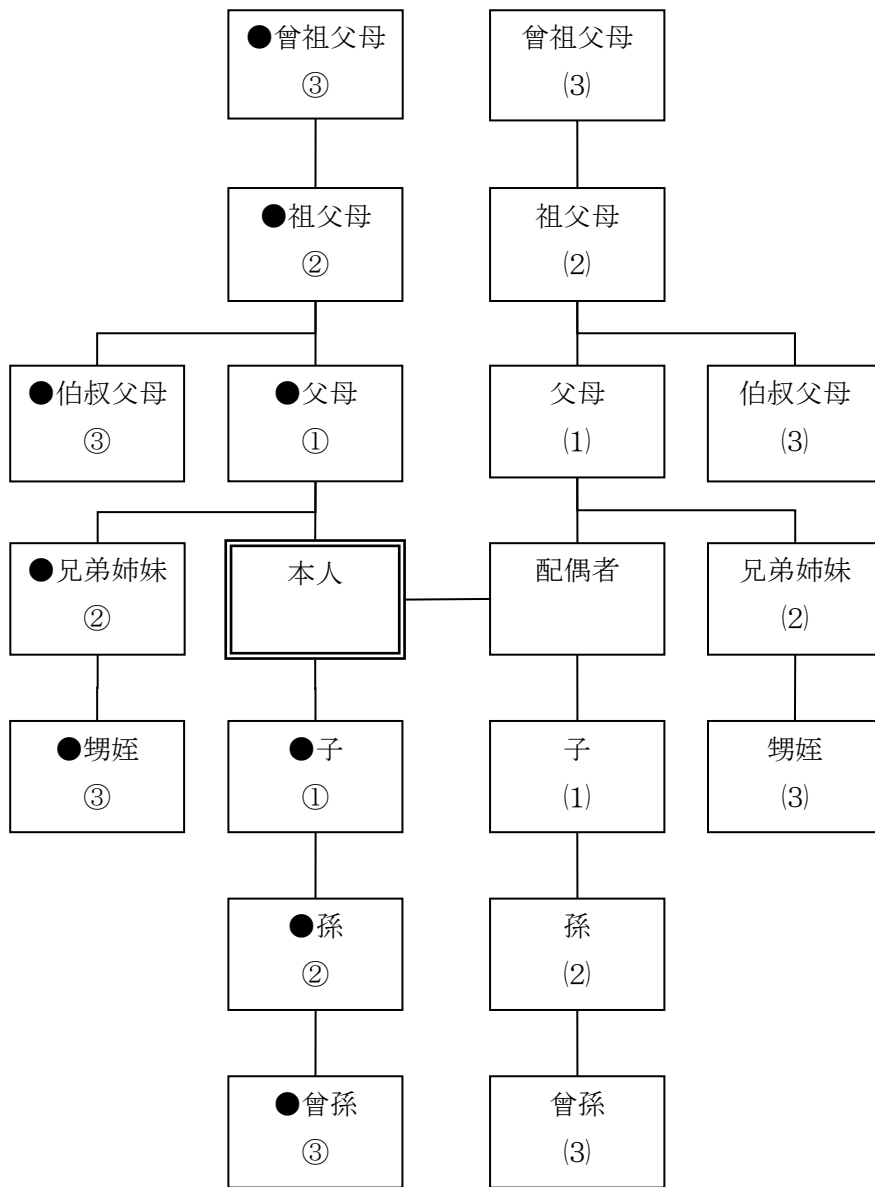 ●曾祖父母
③
曾祖父母
⑶
●祖父母
②
祖父母
⑵
●伯叔父母
③
●父母
①
父母
⑴
伯叔父母
⑶
●兄弟姉妹
②
本人
配偶者
兄弟姉妹
⑵
●甥姪
③
●子
①
子
⑴
甥姪
⑶
●孫
②
孫
⑵
●曾孫
③
曾孫
⑶